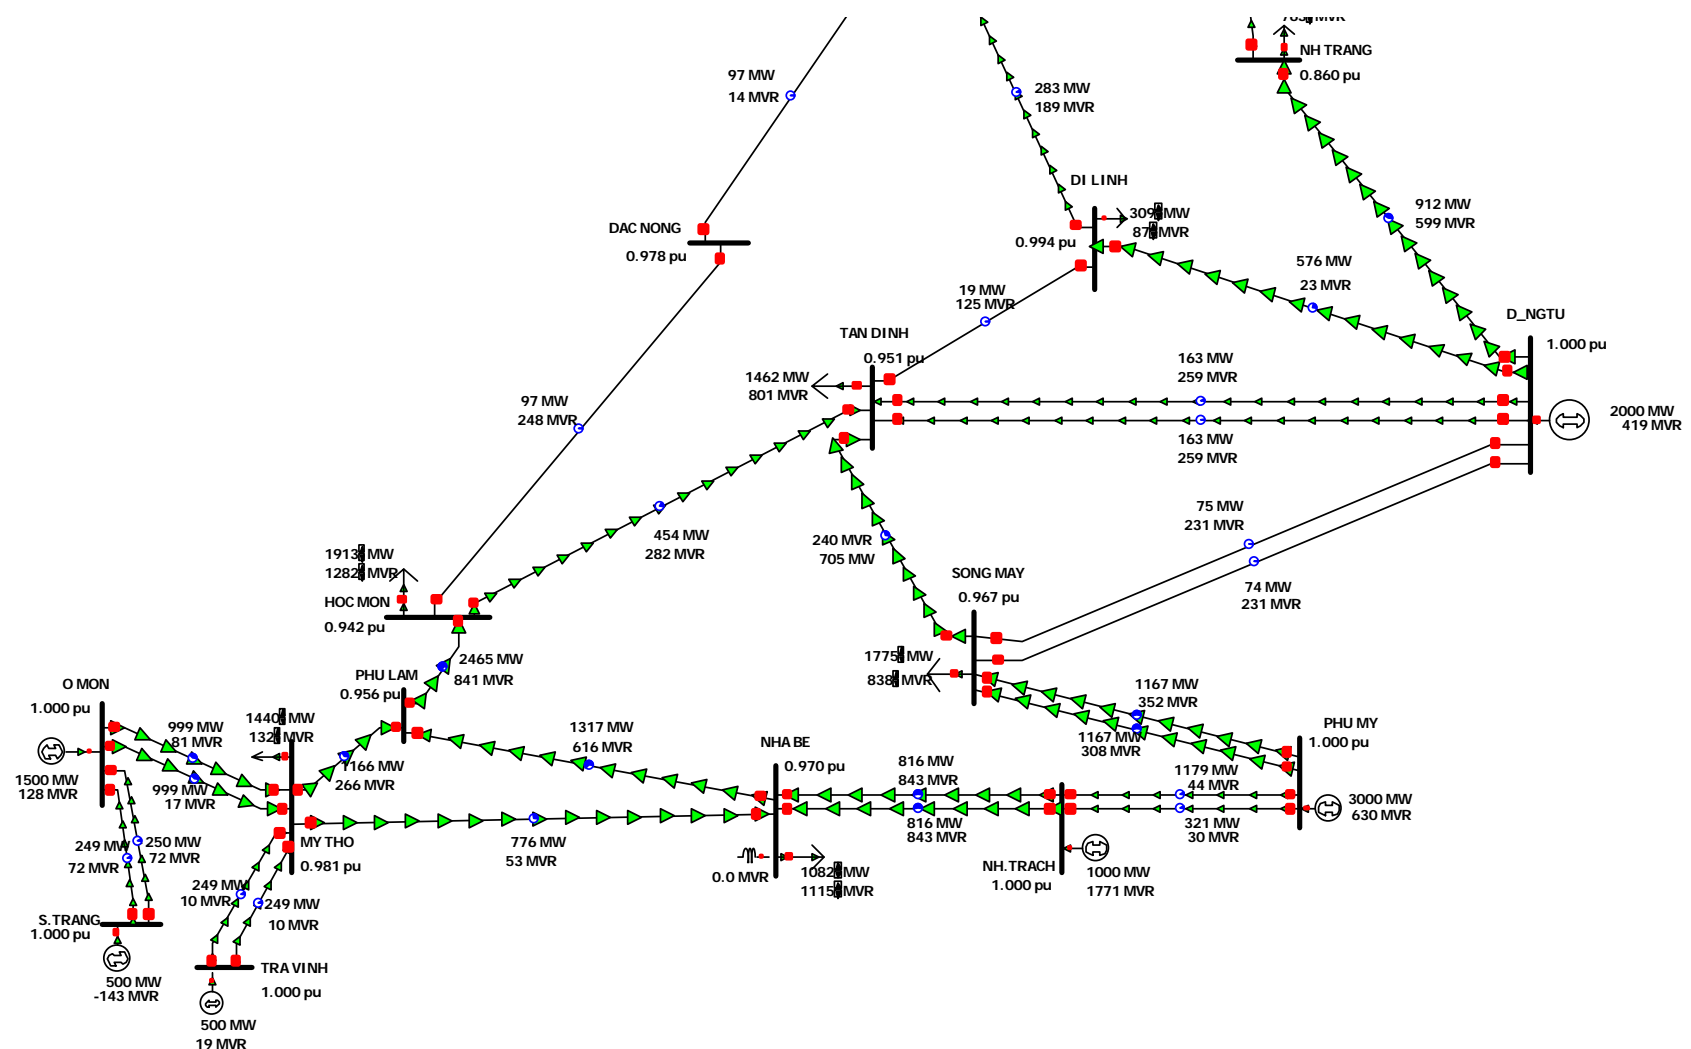 783 MVR
NH TRANG
0.860 pu
97 MW
14 MVR
283 MW
189 MVR
DI LINH
309 MW
87 MVR
0.994 pu
912 MW
599 MVR
DAC NONG
0.978 pu
576 MW
23 MVR
19 MW
125 MVR
D_NGTU
1.000 pu
TAN DINH
0.951 pu
163 MW
259 MVR
1462 MW
801 MVR
97 MW
248 MVR
2000 MW
419 MVR
163 MW
259 MVR
75 MW
231 MVR
454 MW
282 MVR
240 MVR
705 MW
1913 MW
1282 MVR
HOC MON
0.942 pu
SONG MAY
0.967 pu
74 MW
231 MVR
2465 MW
841 MVR
1775 MW
838 MVR
PHU LAM
0.956 pu
O MON
1.000 pu
999 MW
81 MVR
1440 MW
132 MVR
1317 MW
616 MVR
1167 MW
352 MVR
PHU MY
1.000 pu
1167 MW
308 MVR
NHA BE
0.970 pu
1500 MW
128 MVR
999 MW
17 MVR
1166 MW
266 MVR
816 MW
843 MVR
1179 MW
44 MVR
3000 MW
630 MVR
816 MW
843 MVR
321 MW
30 MVR
249 MW
72 MVR
250 MW
72 MVR
MY THO
0.981 pu
776 MW
53 MVR
0.0 MVR
1082 MW
1115 MVR
NH.TRACH
1.000 pu
1000 MW
1771 MVR
249 MW
10 MVR
249 MW
10 MVR
S.TRANG
1.000 pu
TRA VINH
1.000 pu
500 MW
-143 MVR
500 MW
19 MVR